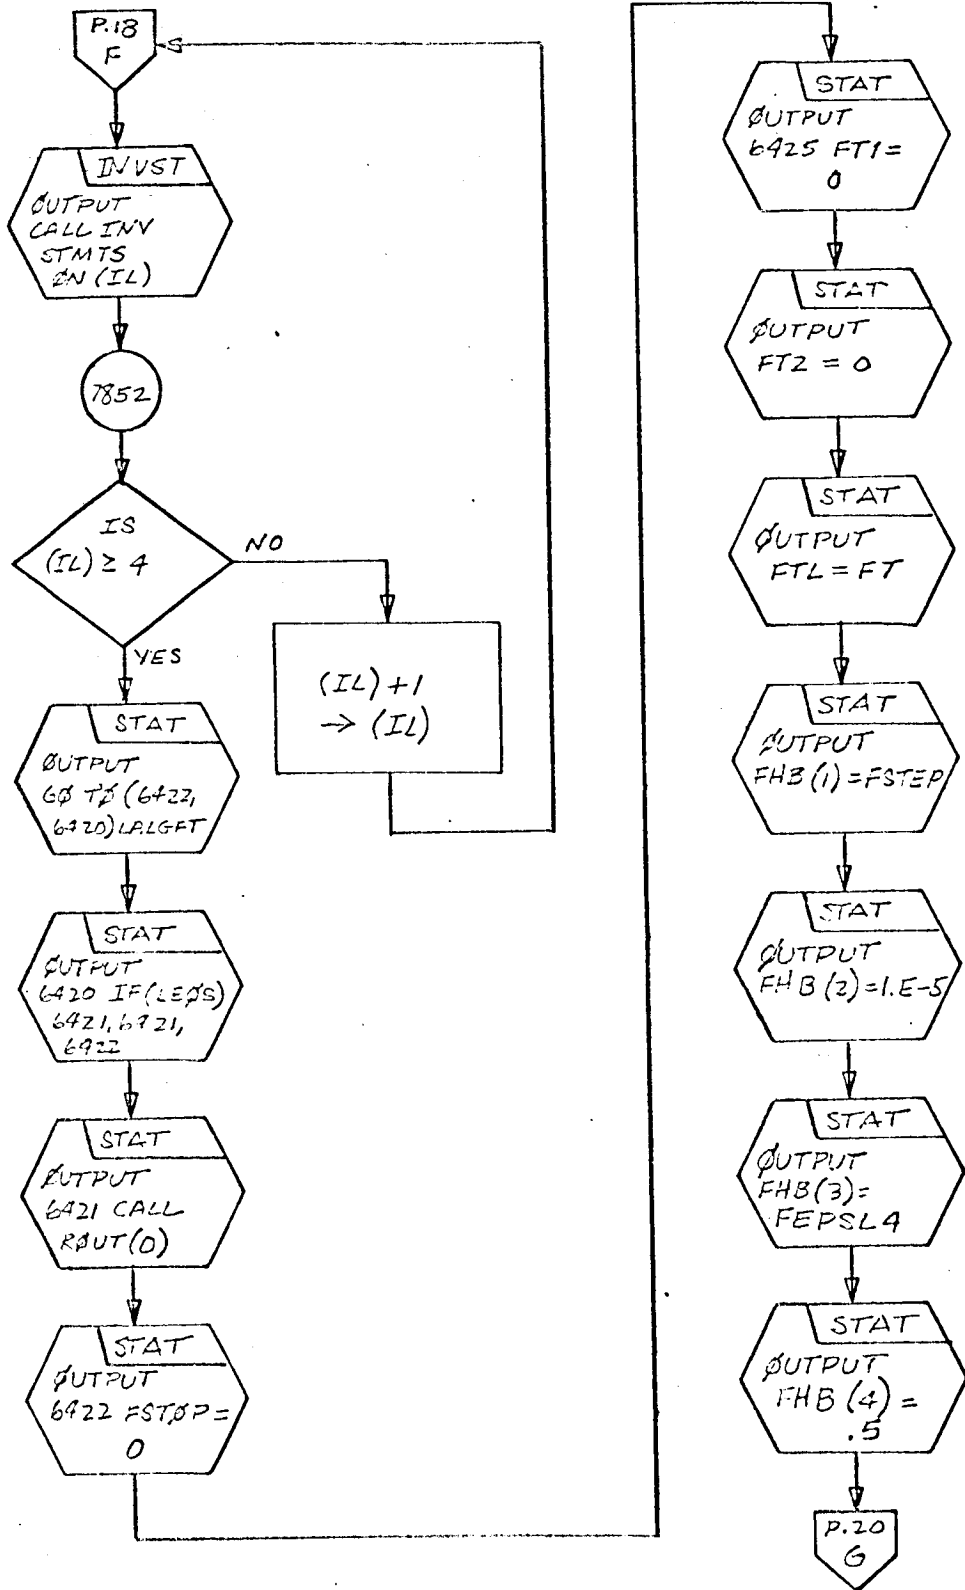 P.18
F
S
INVST
ØUTPUT
CALL INV
STMTS
ØN (IL)
7852
IS
(IL) ≥ 4
NO
YES
(IL) + 1
→ (IL)
STAT
ØUTPUT
GØ TØ (6422,
6420) LALGFT
STAT
ØUTPUT
6420 IF (LEØS)
6421, 6421,
6422
STAT
ØUTPUT
6421 CALL
RØUT(0)
STAT
ØUTPUT
6422 FSTØP =
0
STAT
ØUTPUT
6425 FT1 =
0
STAT
ØUTPUT
FT2 = 0
STAT
ØUTPUT
FTL = FT
STAT
ØUTPUT
FHB (1) = FSTEP
STAT
ØUTPUT
FHB (2) = 1.E-5
STAT
ØUTPUT
FHB (3) =
FEPSL4
STAT
ØUTPUT
FHB (4) =
.5
P.20
G